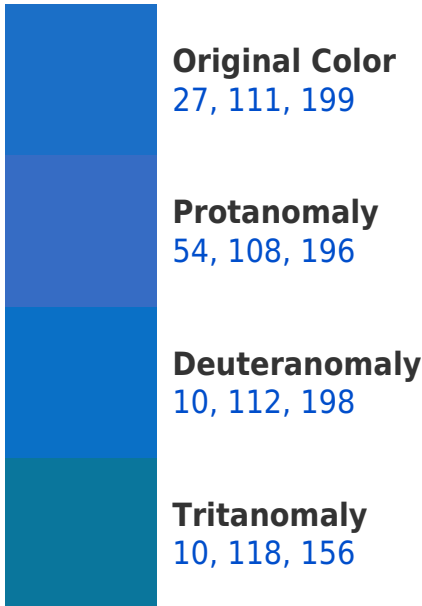 Original Color
27, 111, 199
Protanomaly
54, 108, 196
Deuteranomaly
10, 112, 198
Tritanomaly
10, 118, 156